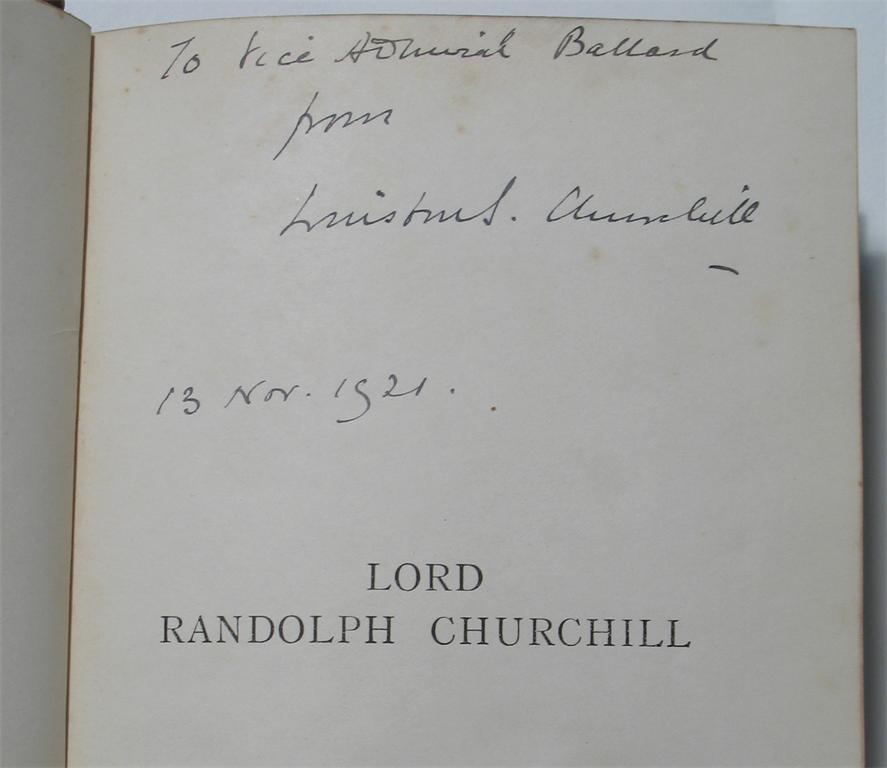 To Vice Admiral Ballard
from
Winston S. Churchill
13 Nov. 1921.
LORD
RANDOLPH CHURCHILL